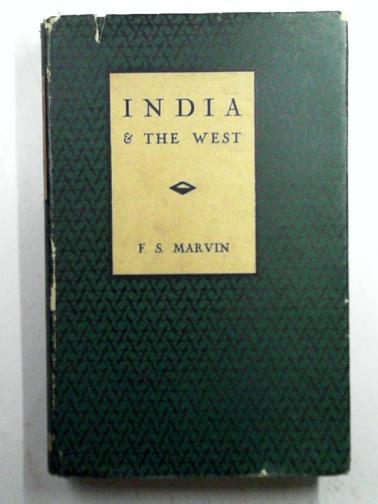 INDIA
& THE WEST
F. S. MARVIN